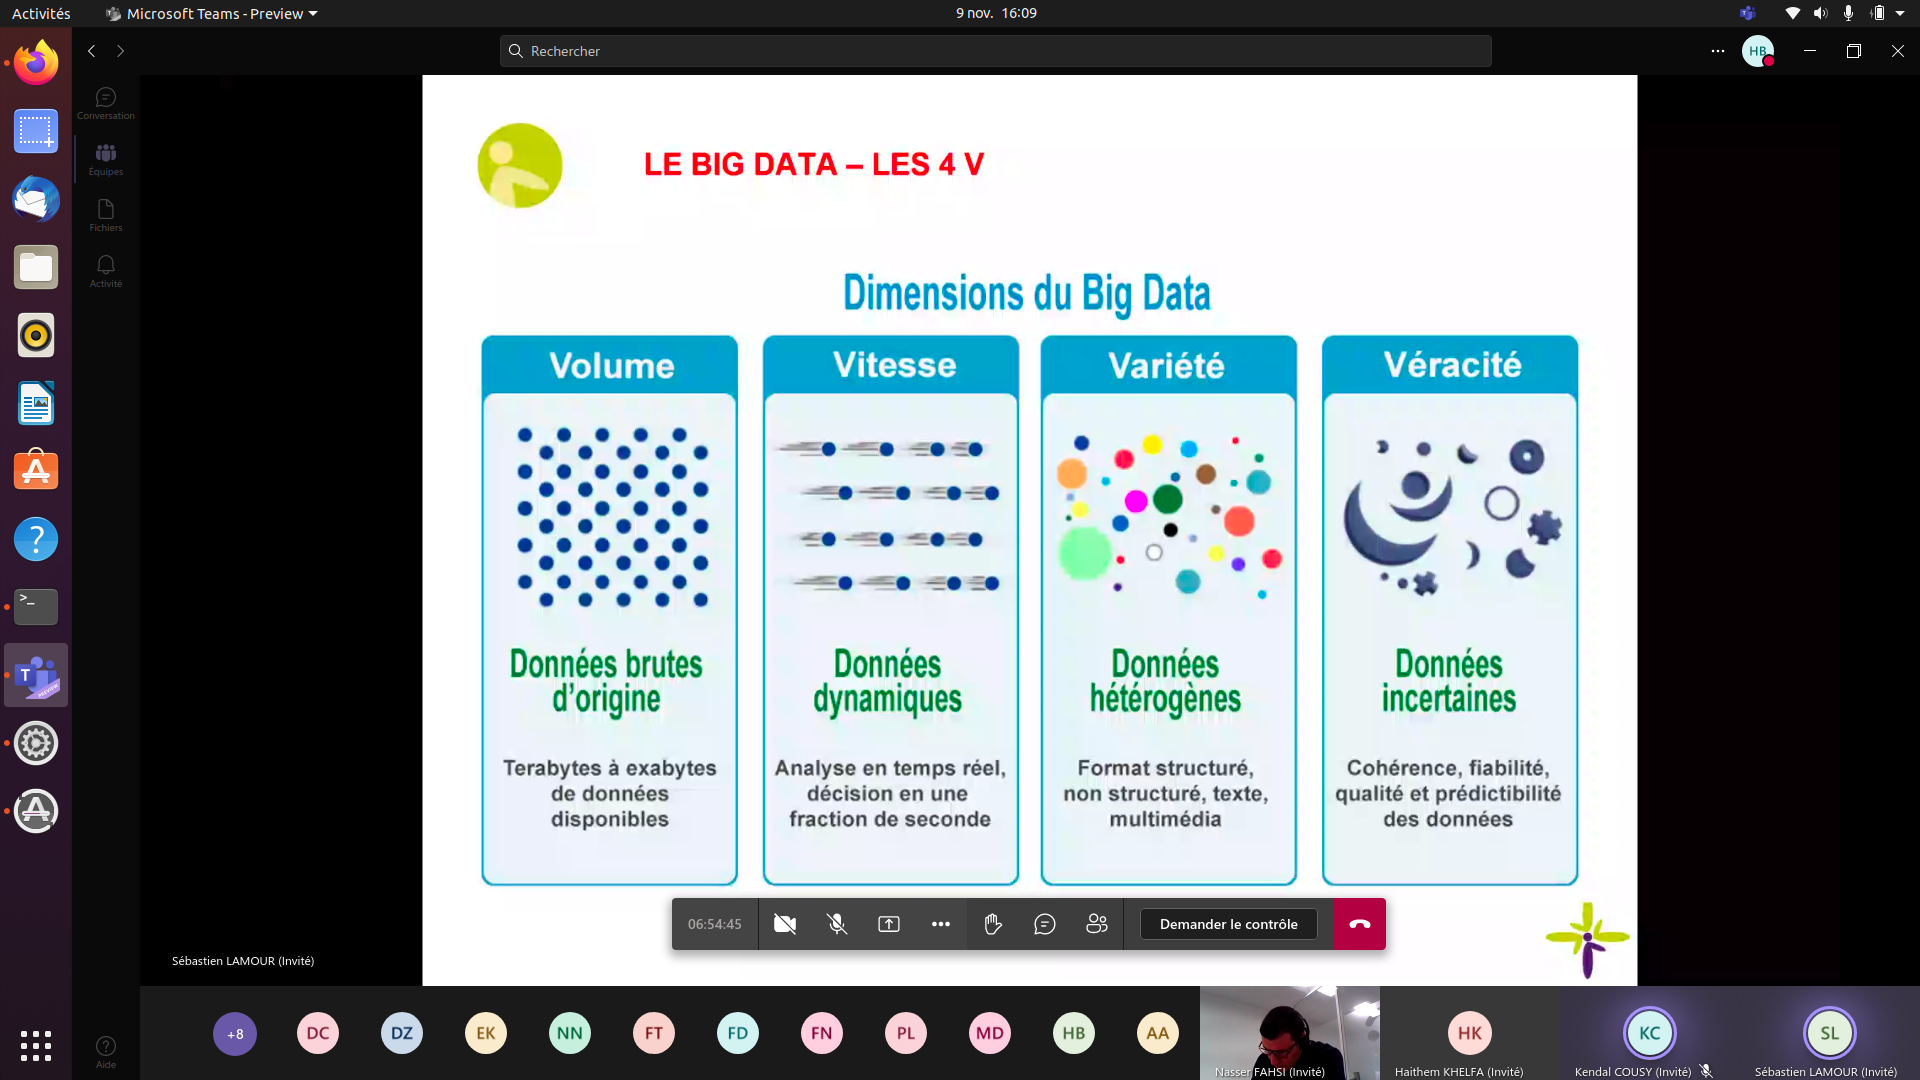 Activités
Microsoft Teams - Preview
9 nov. 16:09
Rechercher
HB
Conversation
Équipes
Fichiers
Activité
Aide
LE BIG DATA – LES 4 V
Dimensions du Big Data
Volume
Données brutes
d'origine
Terabytes à exabytes
de données
disponibles
Vitesse
Données
dynamiques
Analyse en temps réel,
décision en une
fraction de seconde
Variété
Données
hétérogènes
Format structuré,
non structuré, texte,
multimédia
Véracité
Données
incertaines
Cohérence, fiabilité,
qualité et prédictibilité
des données
06:54:45
Demander le contrôle
Sébastien LAMOUR (Invité)
+8
DC
DZ
EK
NN
FT
FD
FN
PL
MD
HB
AA
Nasser FAHSI (Invité)
HK
Haithem KHELFA (Invité)
KC
Kendal COUSY (Invité)
SL
Sébastien LAMOUR (Invité)